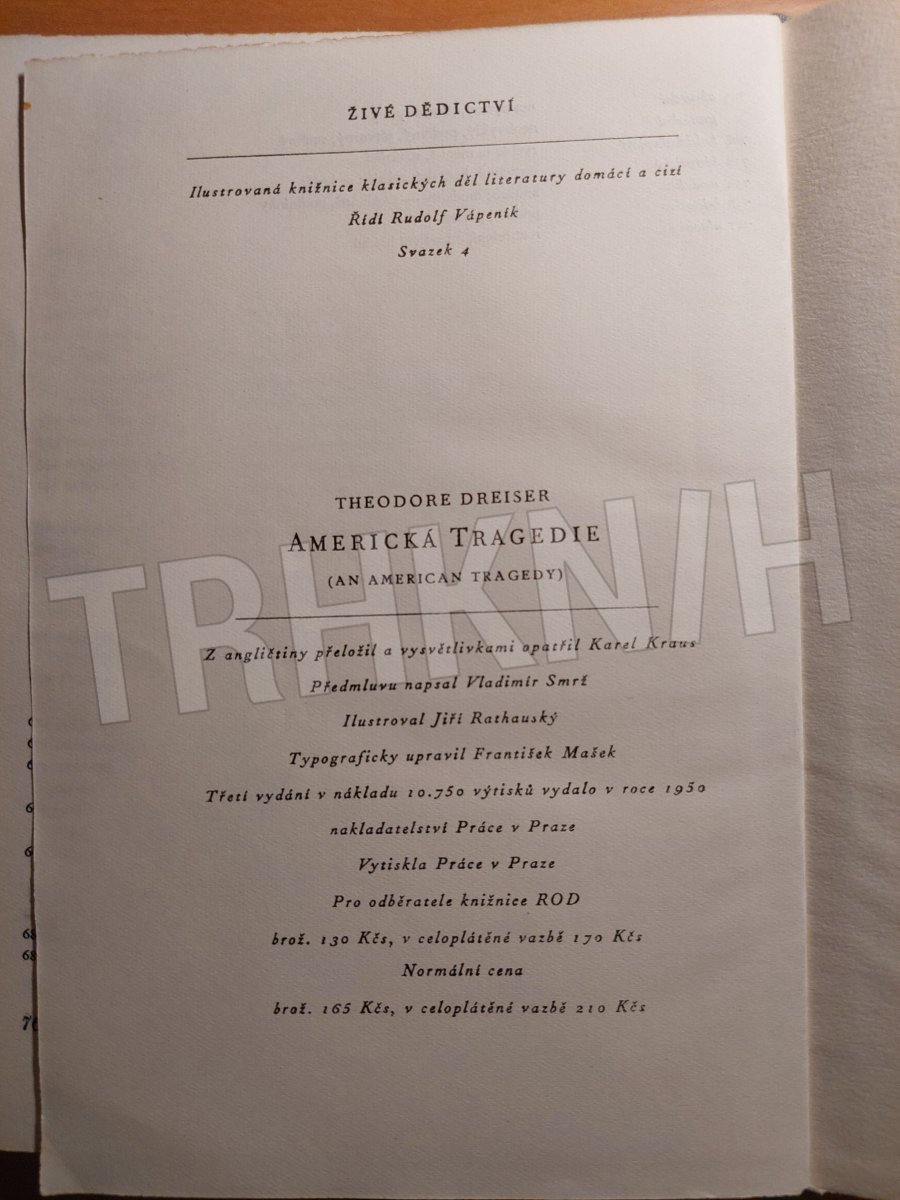 ŽIVÉ DĚDICTVÍ
Ilustrovaná knižnice klasických děl literatury domácí a cizí
Řídí Rudolf Vápeník
Svazek 4
THEODORE DREISER
AMERICKÁ TRAGEDIE
(AN AMERICAN TRAGEDY)
TRHKNIH
Z angličtiny přeložil a vysvětlivkami opatřil Karel Kraus
Předmluvu napsal Vladimír Smrž
Ilustroval Jiří Rathauský
Typograficky upravil František Mašek
Třetí vydání v nákladu 10.750 výtisků vydalo v roce 1950
nakladatelství Práce v Praze
Vytiskla Práce v Praze
Pro odběratele knižnice ROD
brož. 130 Kčs, v celoplátěné vazbě 170 Kčs
Normální cena
brož. 165 Kčs, v celoplátěné vazbě 210 Kčs